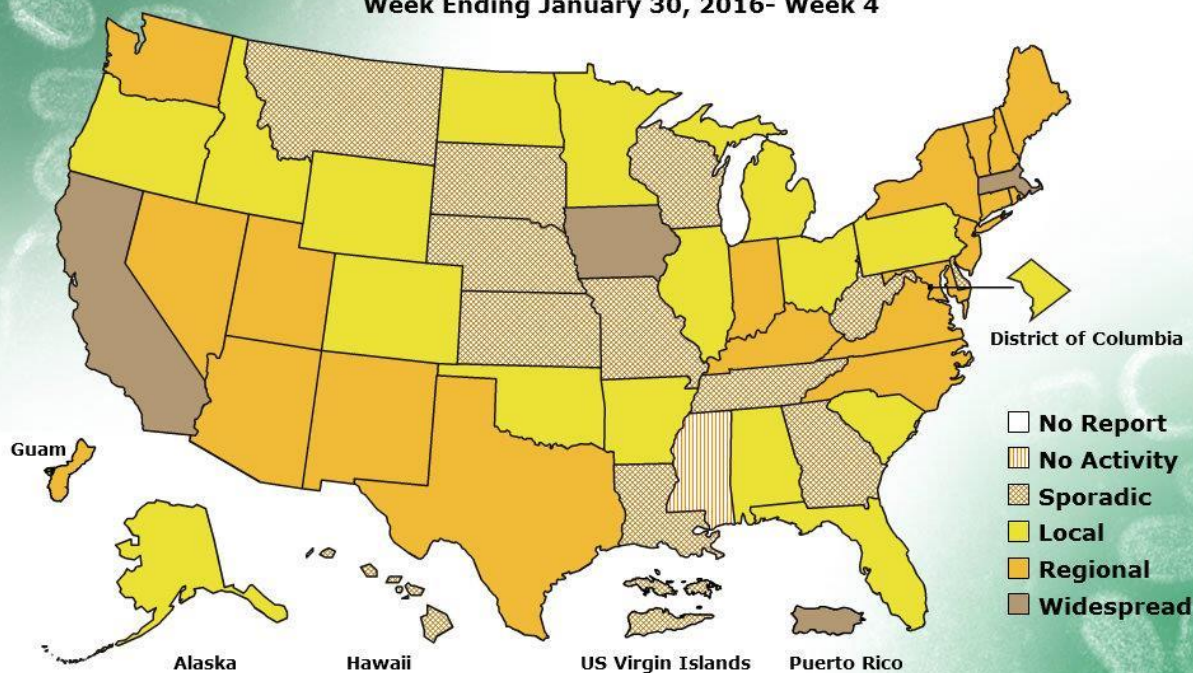 Week Ending January 30, 2016- Week 4
District of Columbia
No Report
Guam
No Activity
Sporadic
Local
Regional
Widespread
Alaska
Hawaii
US Virgin Islands
Puerto Rico